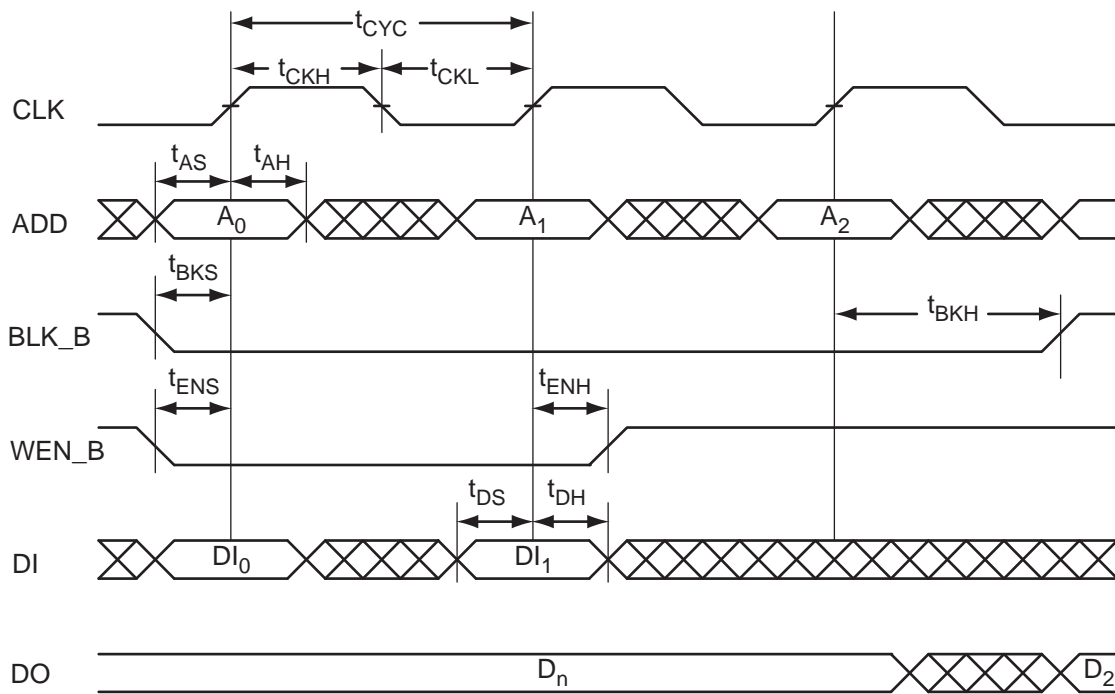 tCYC
tCKH tCKL
CLK
tAS tAH
ADD A0 A1 A2
tBKS
tBKH
BLK_B
tENS tENH
WEN_B
tDS tDH
DI DI0 DI1
DO Dn D2